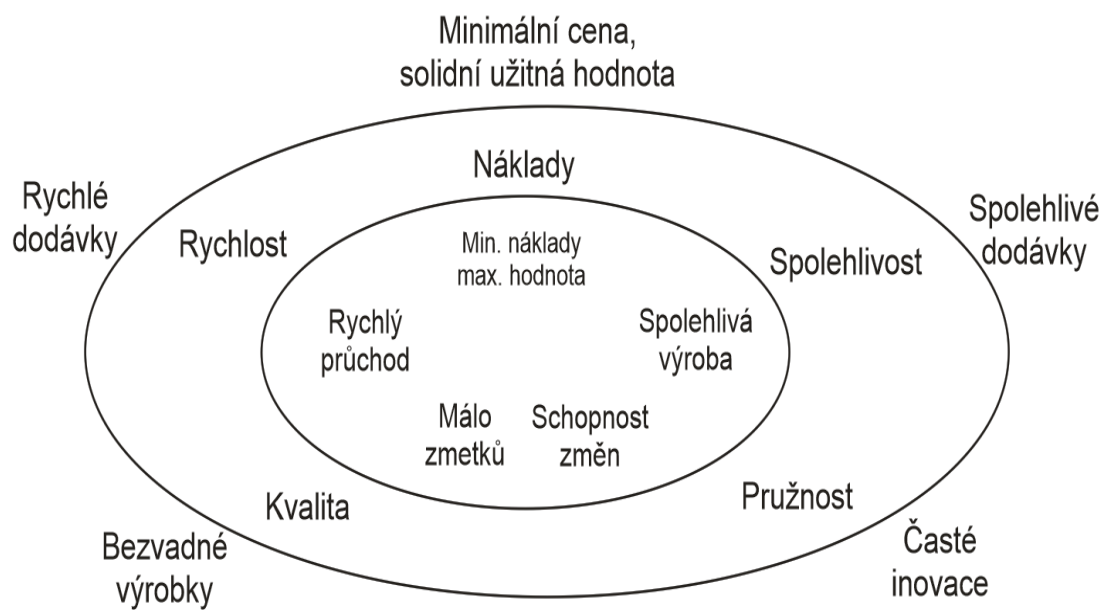 Minimální cena,
solidní užitná hodnota
Náklady
Rychlé
dodávky
Rychlost
Min. náklady
max. hodnota
Spolehlivost
Spolehlivé
dodávky
Rychlý
průchod
Spolehlivá
výroba
Málo
zmetků
Schopnost
změn
Kvalita
Pružnost
Bezvadné
výrobky
Časté
inovace